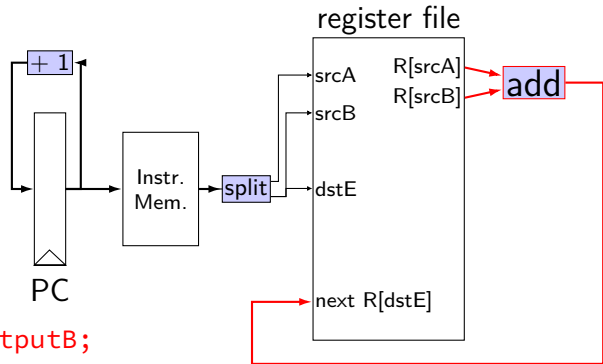 register file
+ 1
srcA
R[srcA]
add
R[srcB]
srcB
Instr.
Mem.
split
dstE
PC
next R[dstE]
tputB;